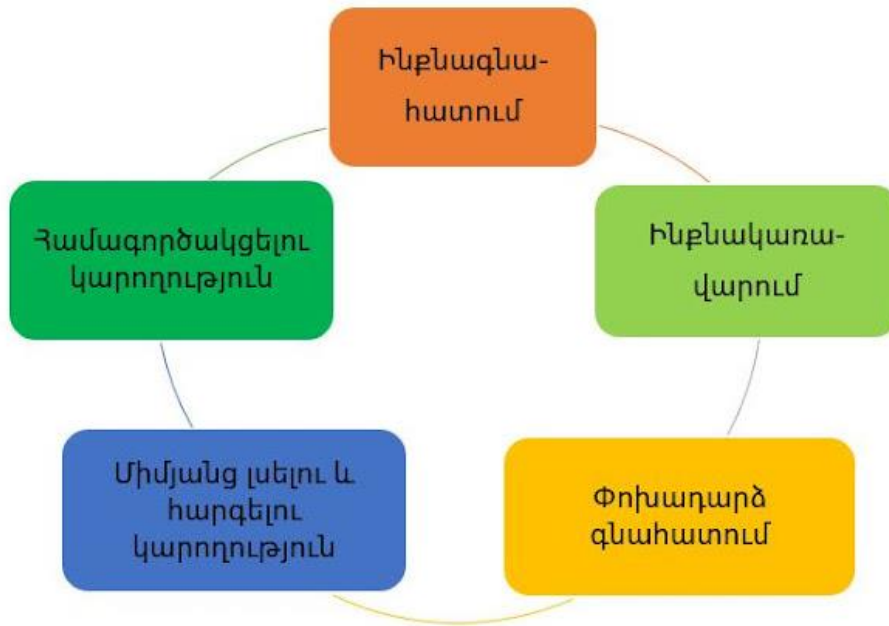 Ինքնագնա-
հատում
Ինքնակառա-
վարում
Փոխադարձ
գնահատում
Միմյանց լսելու և
հարգելու
կարողություն
Համագործակցելու
կարողություն